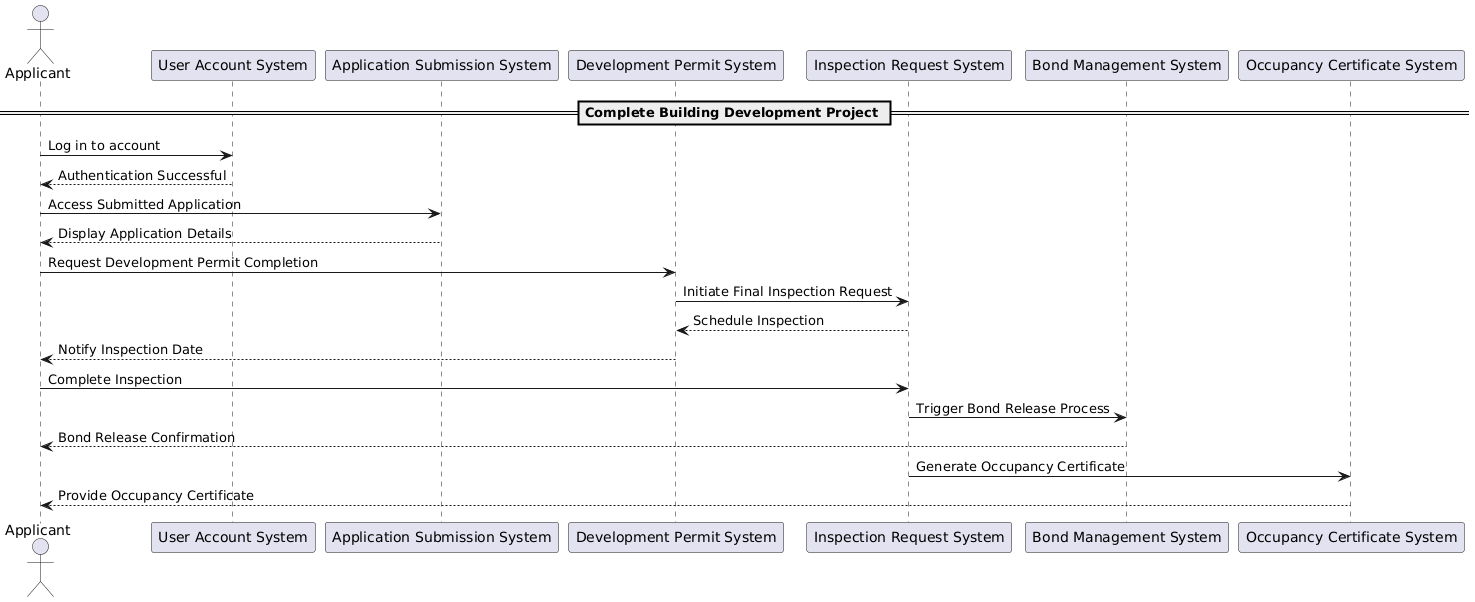 Applicant
User Account System
Application Submission System
Development Permit System
Inspection Request System
Bond Management System
Occupancy Certificate System
Complete Building Development Project
Log in to account
Authentication Successful
Access Submitted Application
Display Application Details
Request Development Permit Completion
Initiate Final Inspection Request
Schedule Inspection
Notify Inspection Date
Complete Inspection
Trigger Bond Release Process
Bond Release Confirmation
Generate Occupancy Certificate
Provide Occupancy Certificate
Applicant
User Account System
Application Submission System
Development Permit System
Inspection Request System
Bond Management System
Occupancy Certificate System